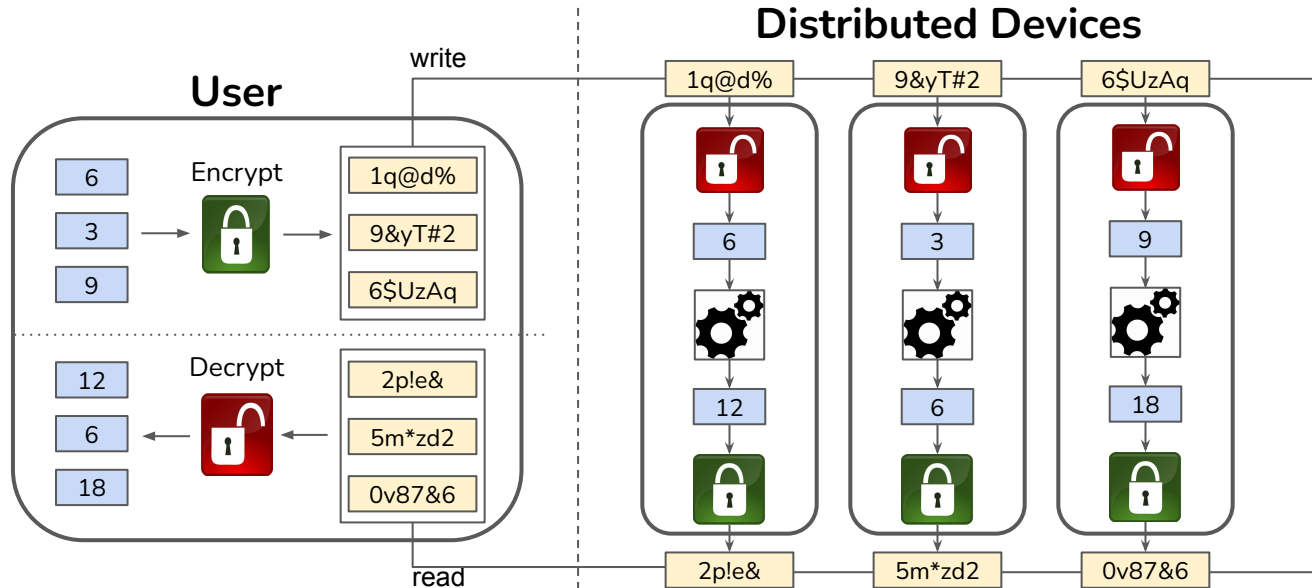 Distributed Devices
write
User
6
3
9
Encrypt
1q@d%
9&yT#2
6$UzAq
12
6
18
Decrypt
2p!e&
5m*zd2
0v87&6
read
1q@d%
6
12
2p!e&
9&yT#2
3
6
5m*zd2
6$UzAq
9
18
0v87&6